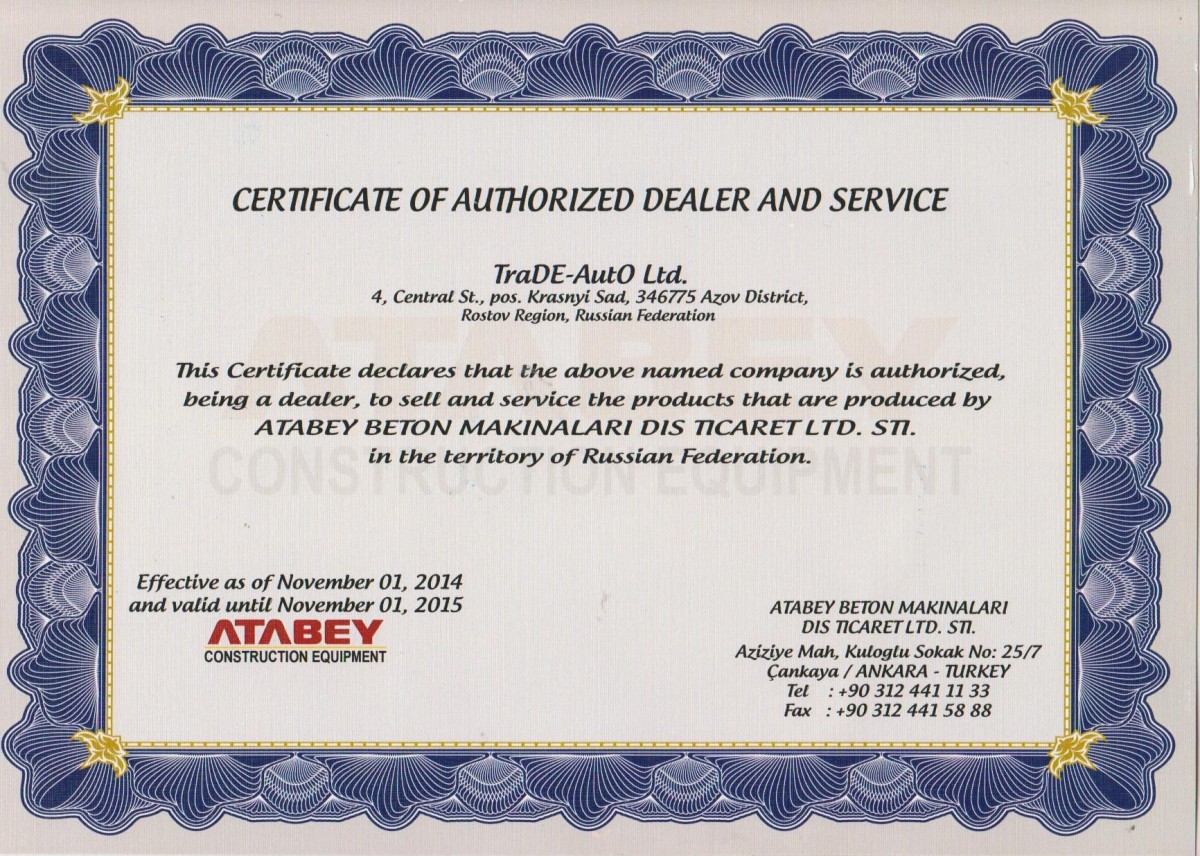 CERTIFICATE OF AUTHORIZED DEALER AND SERVICE
TraDE-AutO Ltd.
4, Central St., pos. Krasnyi Sad, 346775 Azov District,
Rostov Region, Russian Federation
ATABEY
CONSTRUCTION EQUIPMENT
This Certificate declares that the above named company is authorized,
being a dealer, to sell and service the products that are produced by
ATABEY BETON MAKINALARI DIS TICARET LTD. STI.
in the territory of Russian Federation.
Effective as of November 01, 2014
and valid until November 01, 2015
ATABEY
CONSTRUCTION EQUIPMENT
ATABEY BETON MAKINALARI
DIS TICARET LTD. STI.
Aziziye Mah, Kuloglu Sokak No: 25/7
Çankaya / ANKARA - TURKEY
Tel : +90 312 441 11 33
Fax : +90 312 441 58 88